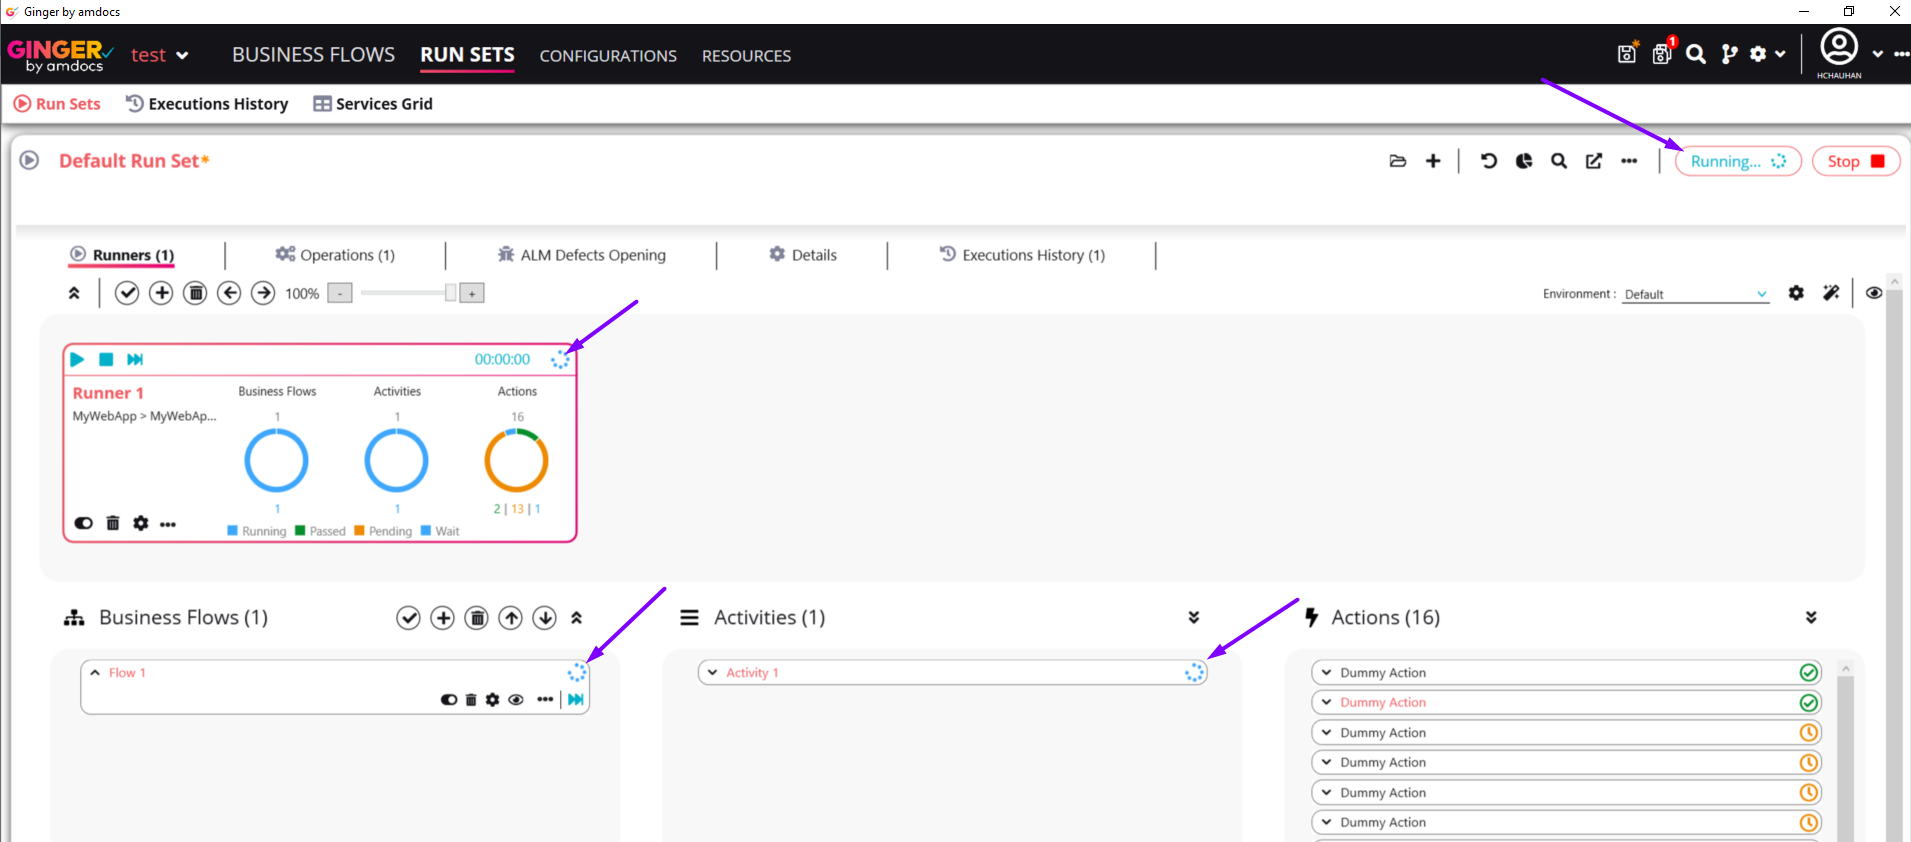 Ginger by amdocs
GINGER
by amdocs
test
BUSINESS FLOWS
RUN SETS
CONFIGURATIONS
RESOURCES
1
HCHAUHAN
Run Sets
Executions History
Services Grid
Default Run Set*
Running...
Stop
Runners (1)
Operations (1)
ALM Defects Opening
Details
Executions History (1)
100%
-
+
Environment :
Default
00:00:00
Runner 1
MyWebApp > MyWebAp...
Business Flows
Activities
Actions
1
1
16
1
1
2 | 13 | 1
Running
Passed
Pending
Wait
Business Flows (1)
Activities (1)
Actions (16)
Flow 1
Activity 1
Dummy Action
Dummy Action
Dummy Action
Dummy Action
Dummy Action
Dummy Action